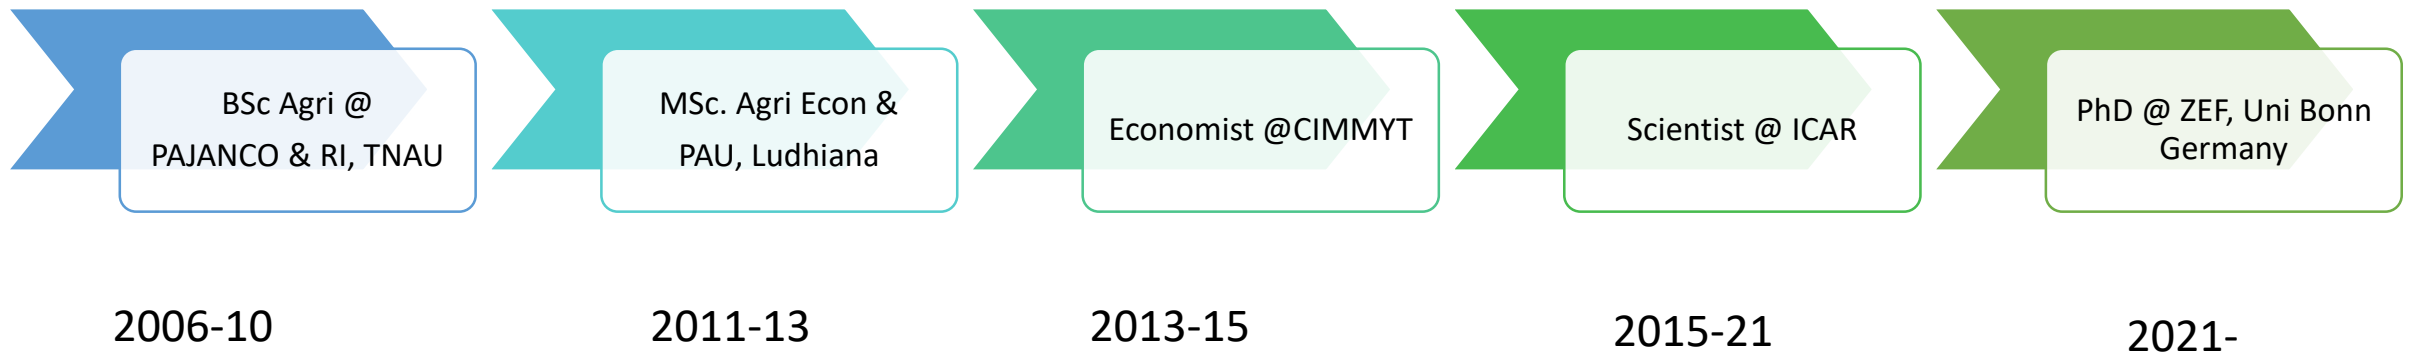 BSc Agri @
PAJANCO & RI, TNAU
MSc. Agri Econ &
PAU, Ludhiana
Economist @CIMMYT
Scientist @ ICAR
PhD @ ZEF, Uni Bonn
Germany
2006-10
2011-13
2013-15
2015-21
2021-